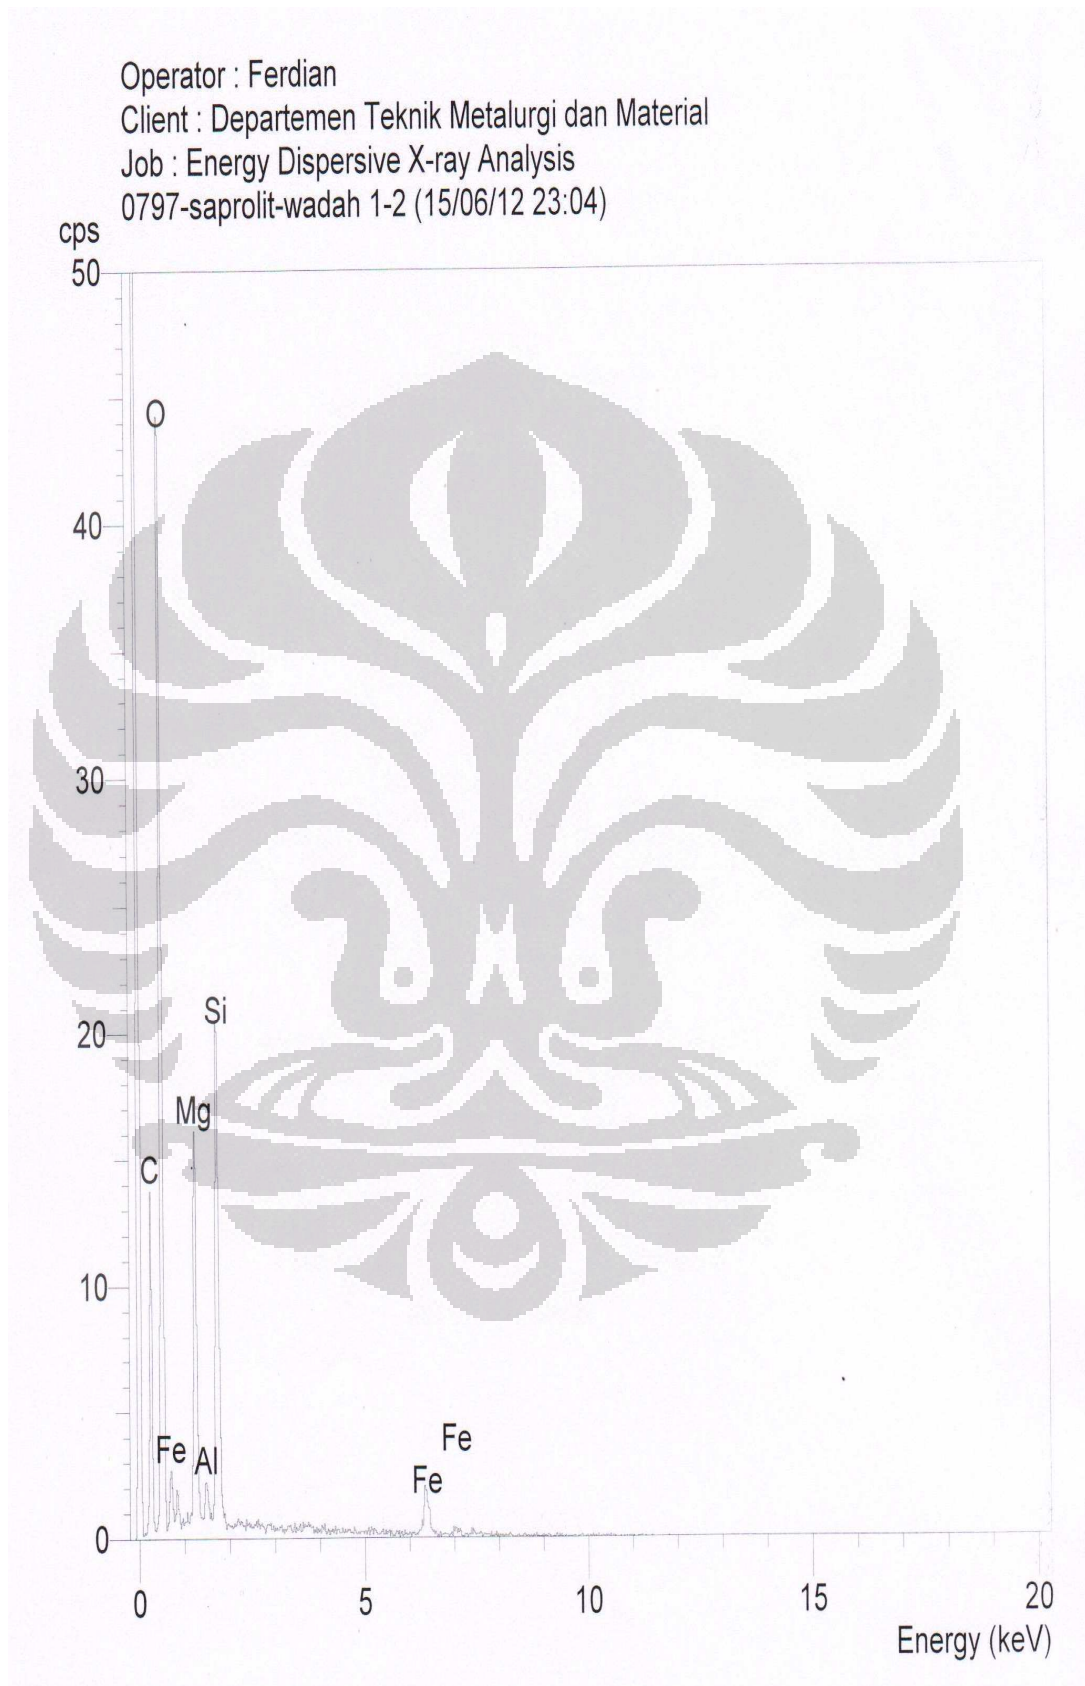 Operator : Ferdian
Client : Departemen Teknik Metalurgi dan Material
Job : Energy Dispersive X-ray Analysis
0797-saprolit-wadah 1-2 (15/06/12 23:04)
cps
50
O
40
30
Si
20
Mg
C
10
Fe
Fe
Al
Fe
0
0 5 10 15 20
Energy (keV)